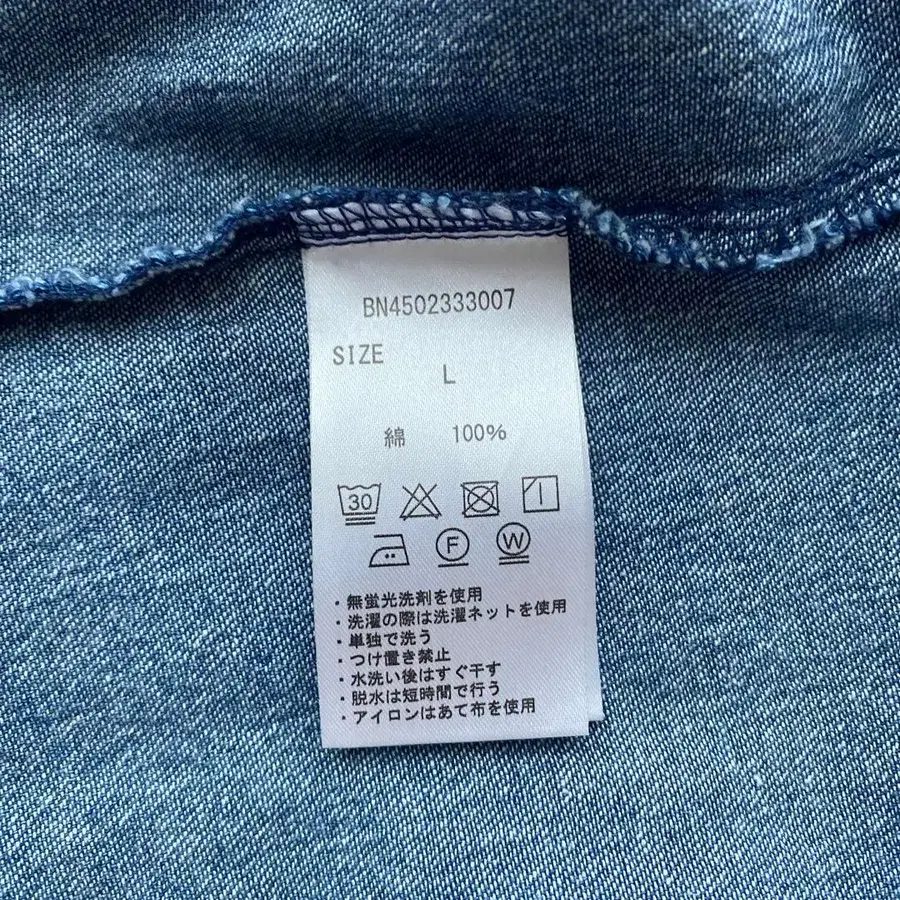 BN4502333007
SIZE
L
綿 100%
30
F W
・無蛍光洗剤を使用
・洗濯の際は洗濯ネットを使用
・単独で洗う
・つけ置き禁止
・水洗い後はすぐ干す
・脱水は短時間で行う
・アイロンはあて布を使用